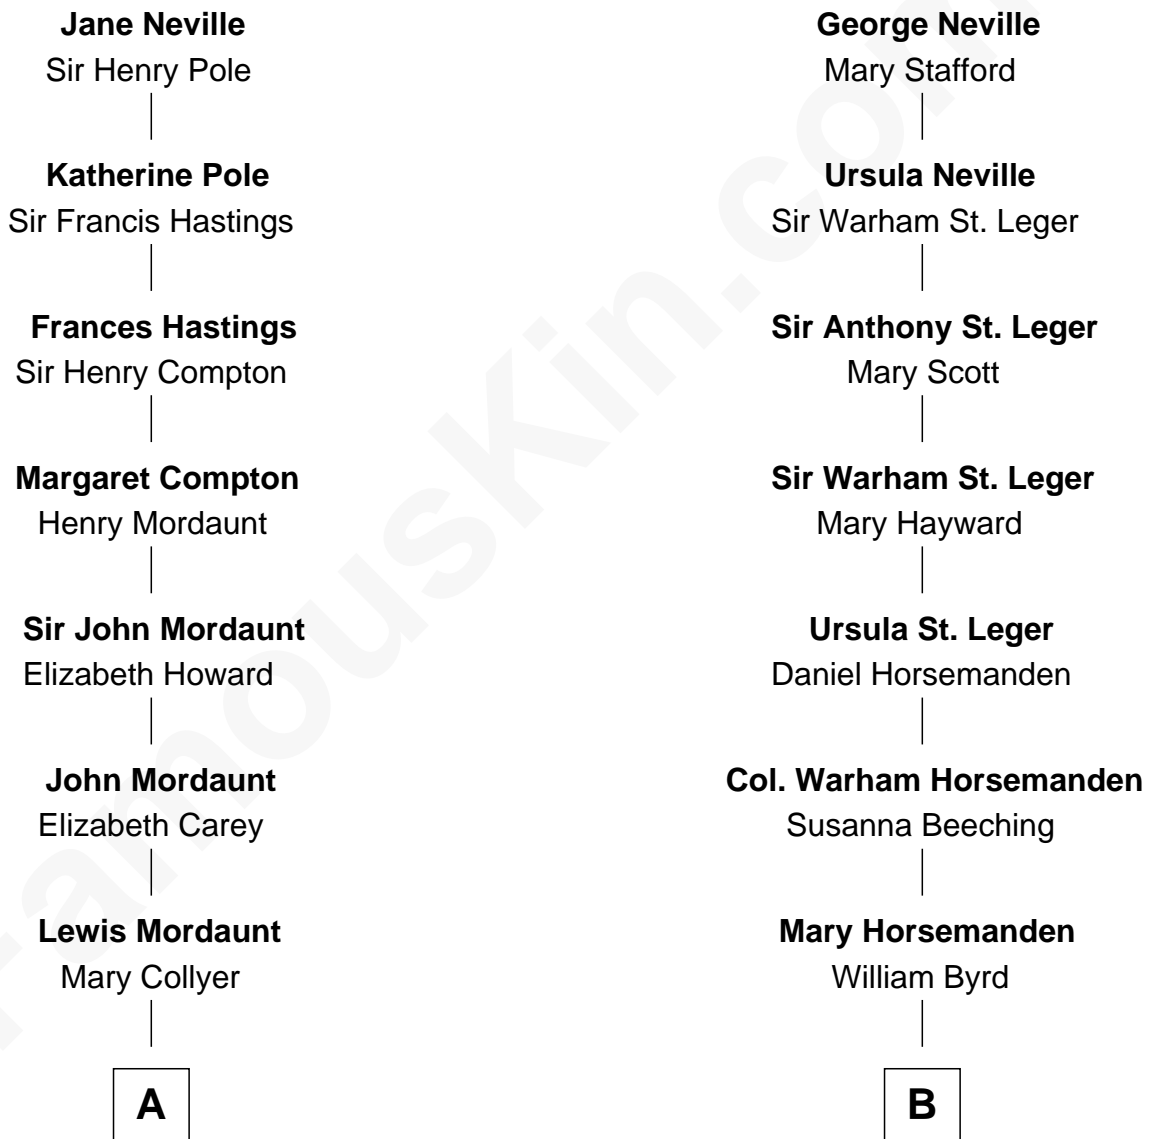 Jane Neville
Sir Henry Pole
Katherine Pole
Sir Francis Hastings
Frances Hastings
Sir Henry Compton
Margaret Compton
Henry Mordaunt
Sir John Mordaunt
Elizabeth Howard
John Mordaunt
Elizabeth Carey
Lewis Mordaunt
Mary Collyer
A
George Neville
Mary Stafford
Ursula Neville
Sir Warham St. Leger
Sir Anthony St. Leger
Mary Scott
Sir Warham St. Leger
Mary Hayward
Ursula St. Leger
Daniel Horsemanden
Col. Warham Horsemanden
Susanna Beeching
Mary Horsemanden
William Byrd
B
FamousKin.com